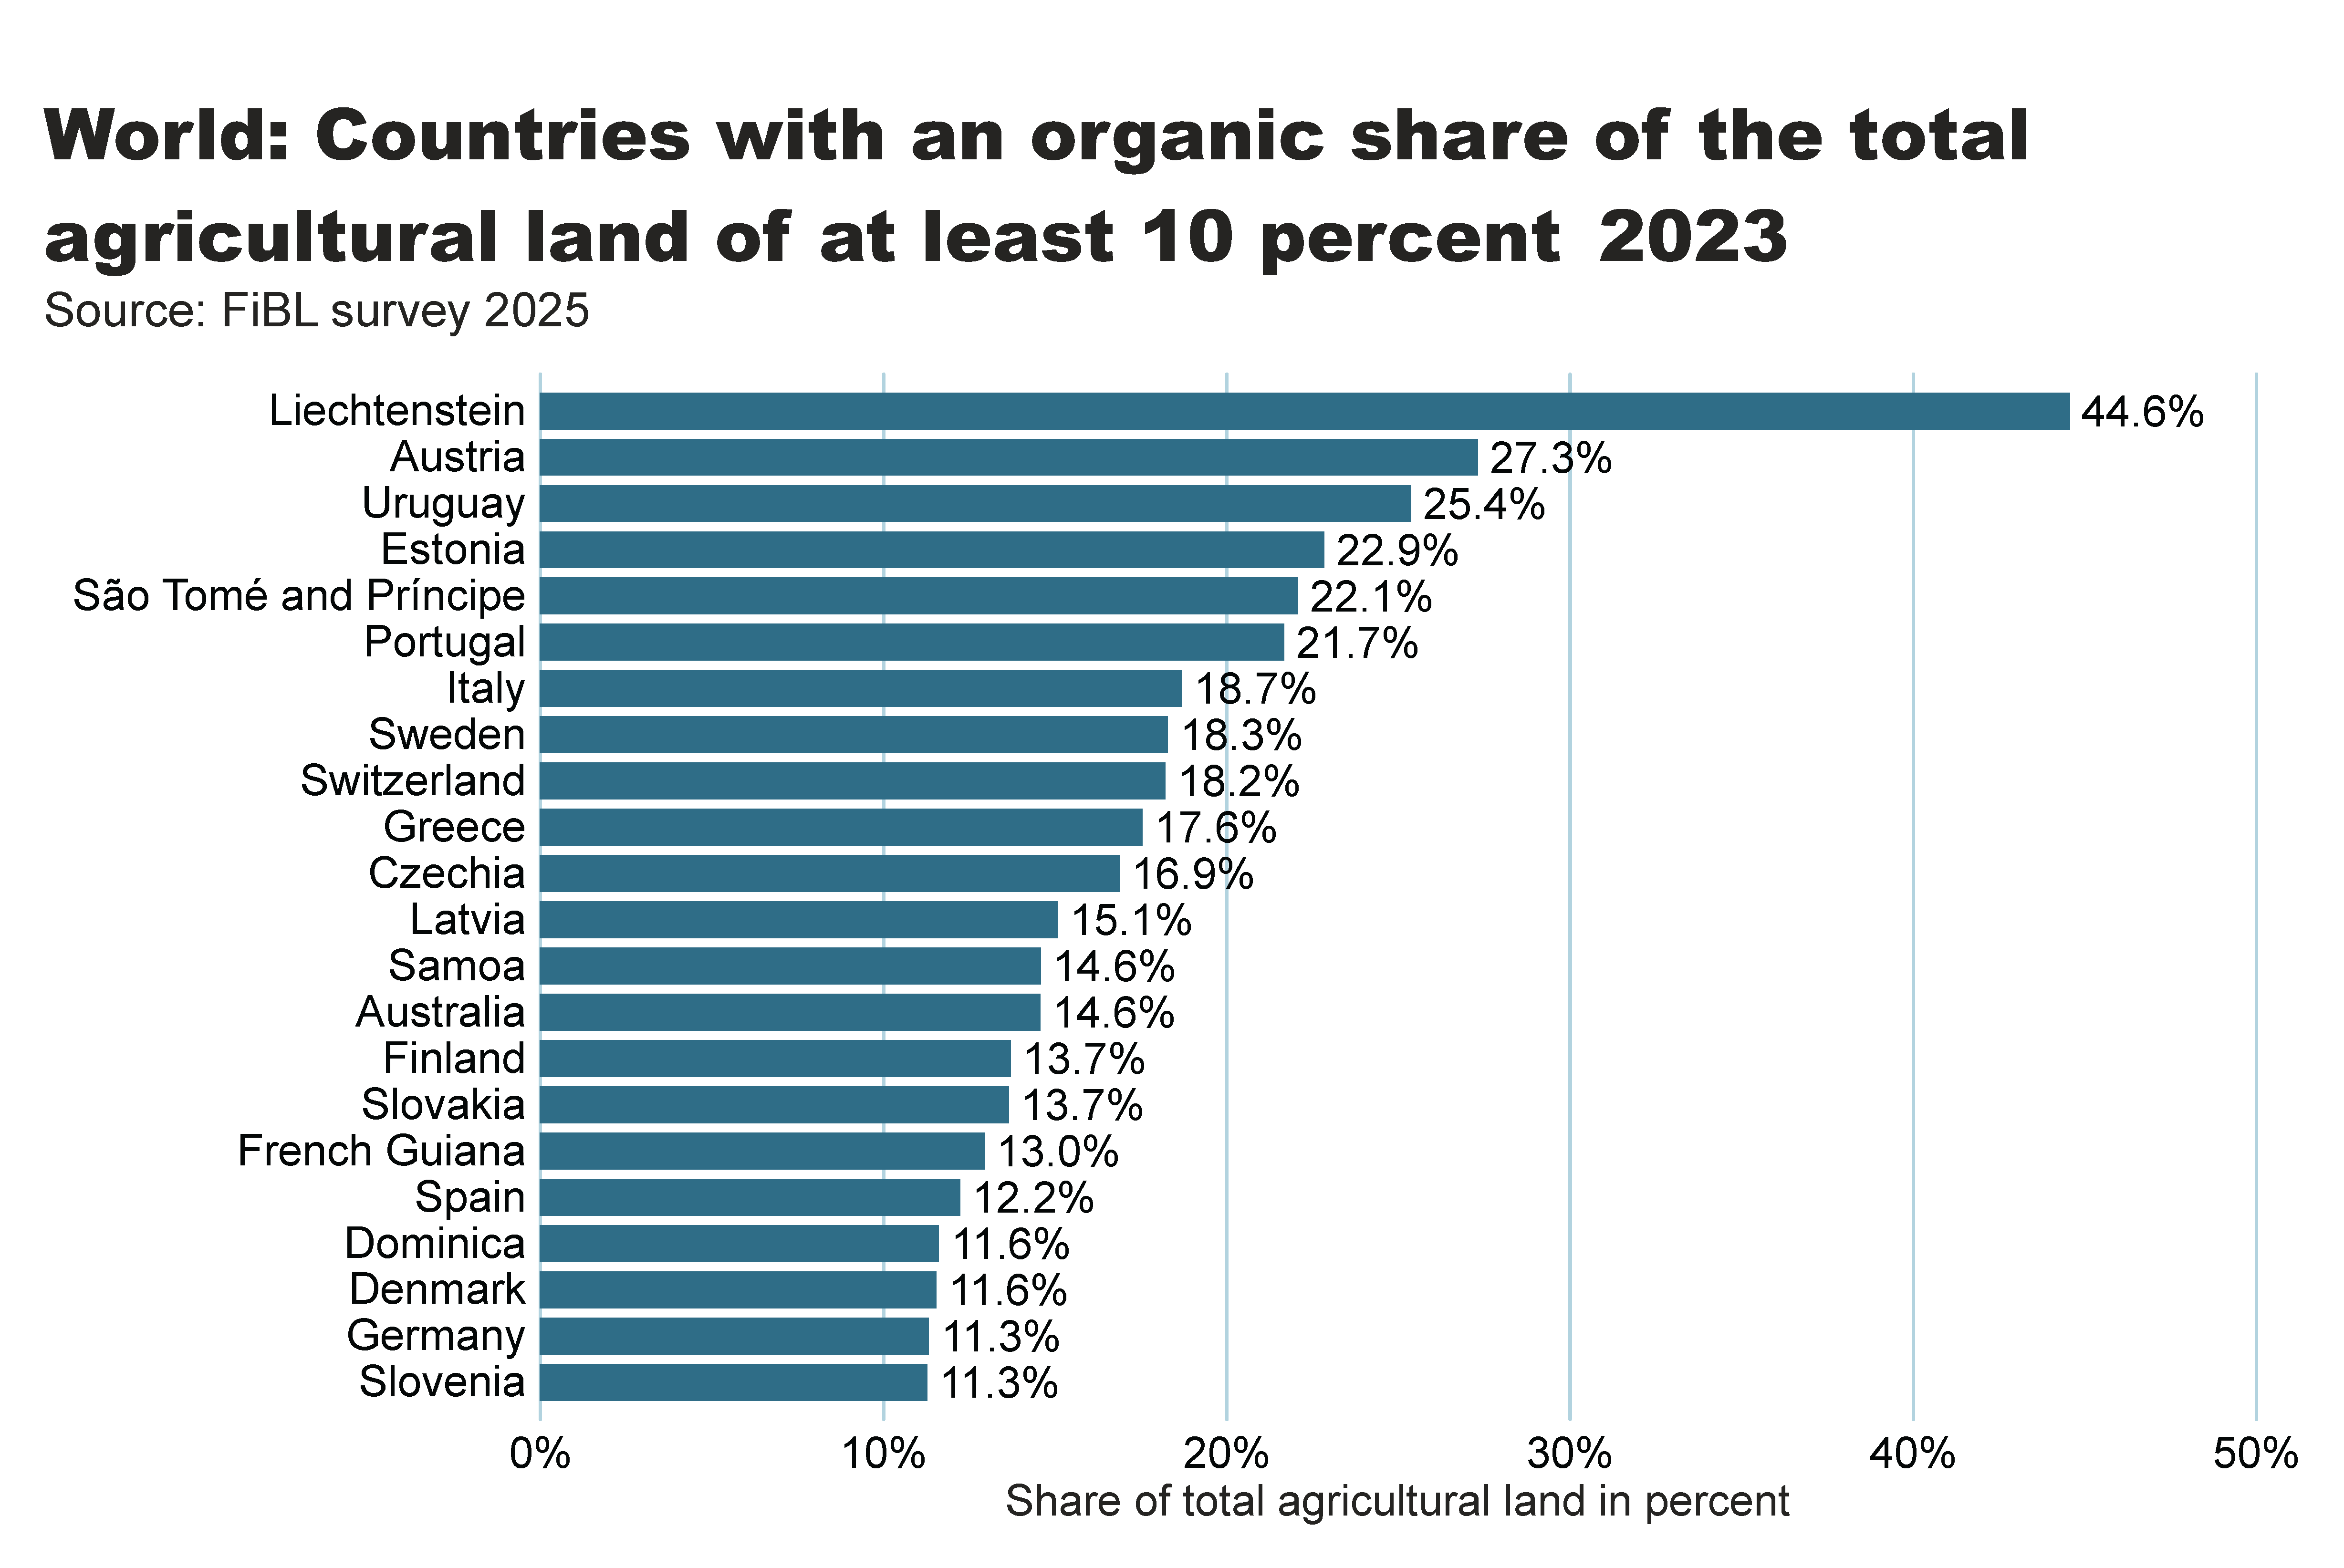 World: Countries with an organic share of the total
agricultural land of at least 10 percent 2023
Source: FiBL survey 2025
Liechtenstein 44.6%
Austria 27.3%
Uruguay 25.4%
Estonia 22.9%
São Tomé and Príncipe 22.1%
Portugal 21.7%
Italy 18.7%
Sweden 18.3%
Switzerland 18.2%
Greece 17.6%
Czechia 16.9%
Latvia 15.1%
Samoa 14.6%
Australia 14.6%
Finland 13.7%
Slovakia 13.7%
French Guiana 13.0%
Spain 12.2%
Dominica 11.6%
Denmark 11.6%
Germany 11.3%
Slovenia 11.3%
0% 10% 20% 30% 40% 50%
Share of total agricultural land in percent